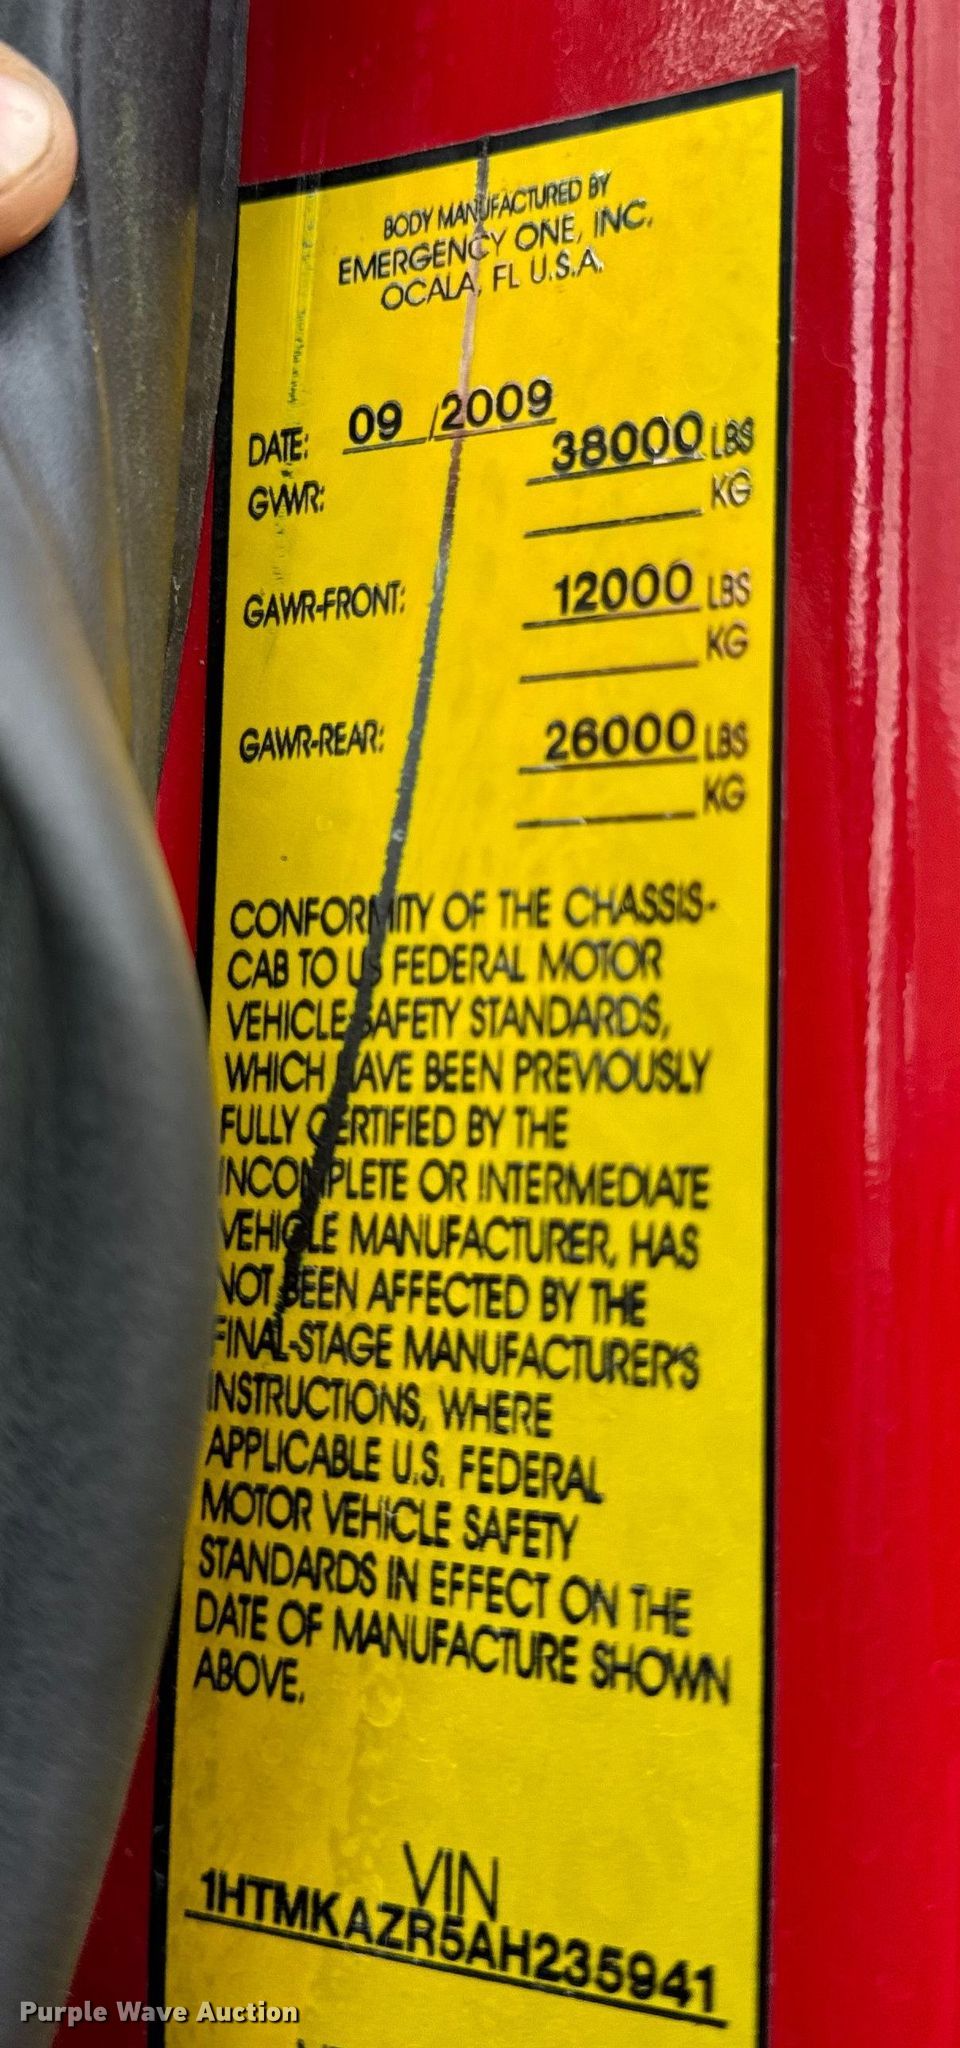 BODY MANUFACTURED BY
EMERGENCY ONE, INC.
OCALA, FL U.S.A.
DATE: 09 / 2009
GVWR: 38000 LBS
KG
GAWR-FRONT: 12000 LBS
KG
GAWR-REAR: 26000 LBS
KG
CONFORMITY OF THE CHASSIS-
CAB TO US FEDERAL MOTOR
VEHICLE SAFETY STANDARDS,
WHICH HAVE BEEN PREVIOUSLY
FULLY CERTIFIED BY THE
INCOMPLETE OR INTERMEDIATE
VEHICLE MANUFACTURER, HAS
NOT BEEN AFFECTED BY THE
FINAL-STAGE MANUFACTURER'S
INSTRUCTIONS, WHERE
APPLICABLE U.S. FEDERAL
MOTOR VEHICLE SAFETY
STANDARDS IN EFFECT ON THE
DATE OF MANUFACTURE SHOWN
ABOVE.
VIN
1HTMKAZR5AH235941
Purple Wave Auction